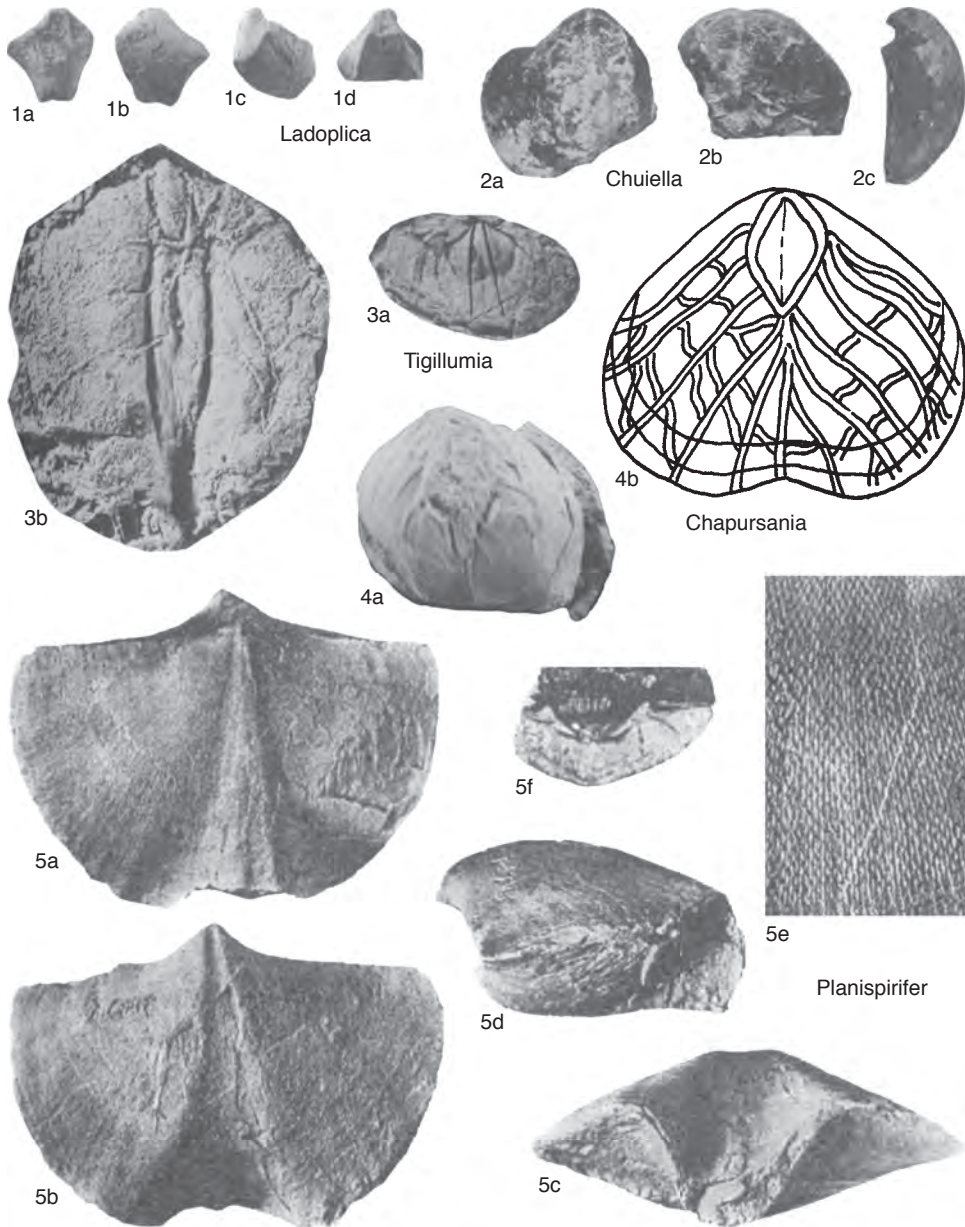 1a
1b
1c
1d
Ladoplica
2a
2b
2c
Chuiella
3b
3a
Tigillumia
4b
Chapursania
4a
5a
5f
5e
5d
Planispirifer
5b
5c